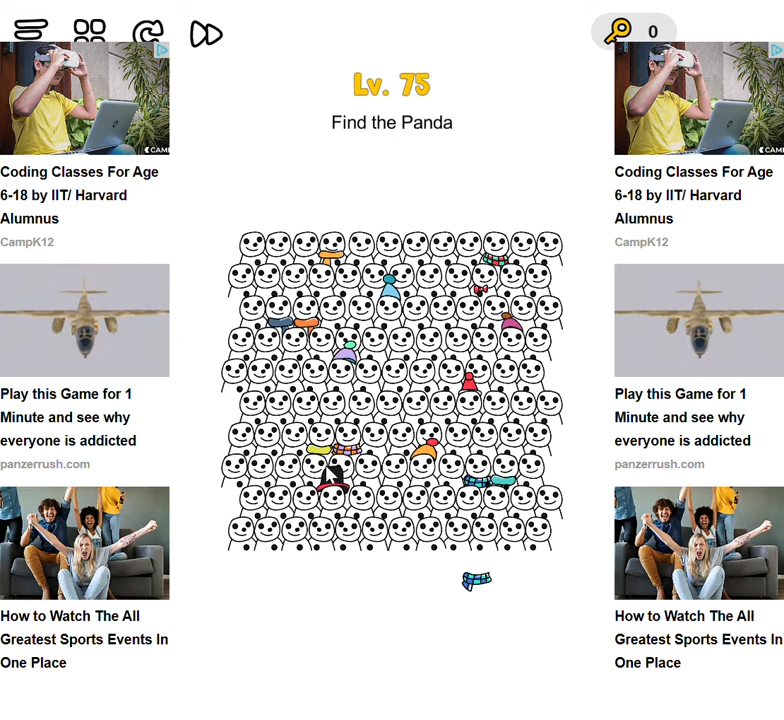 0
Lv. 75
Find the Panda
CAM
Coding Classes For Age
6-18 by IIT/ Harvard
Alumnus
CampK12
Play this Game for 1
Minute and see why
everyone is addicted
panzerrush.com
How to Watch The All
Greatest Sports Events In
One Place
CAM
Coding Classes For Age
6-18 by IIT/ Harvard
Alumnus
CampK12
Play this Game for 1
Minute and see why
everyone is addicted
panzerrush.com
How to Watch The All
Greatest Sports Events In
One Place